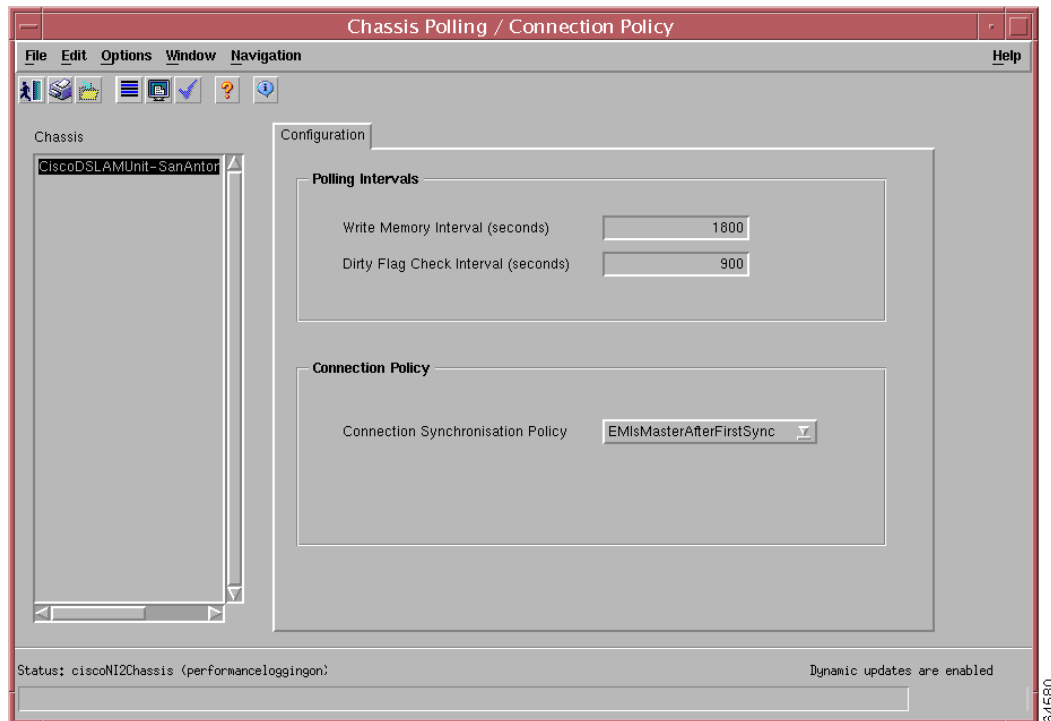 Chassis Polling / Connection Policy
File Edit Options Window Navigation Help
Chassis
Configuration
CiscoDSLAMUnit-SanAnton
Polling Intervals
Write Memory Interval (seconds) 1800
Dirty Flag Check Interval (seconds) 900
Connection Policy
Connection Synchronisation Policy EMIsMasterAfterFirstSync
Status: ciscoNI2Chassis (performanceloggingon)
Dynamic updates are enabled
64580